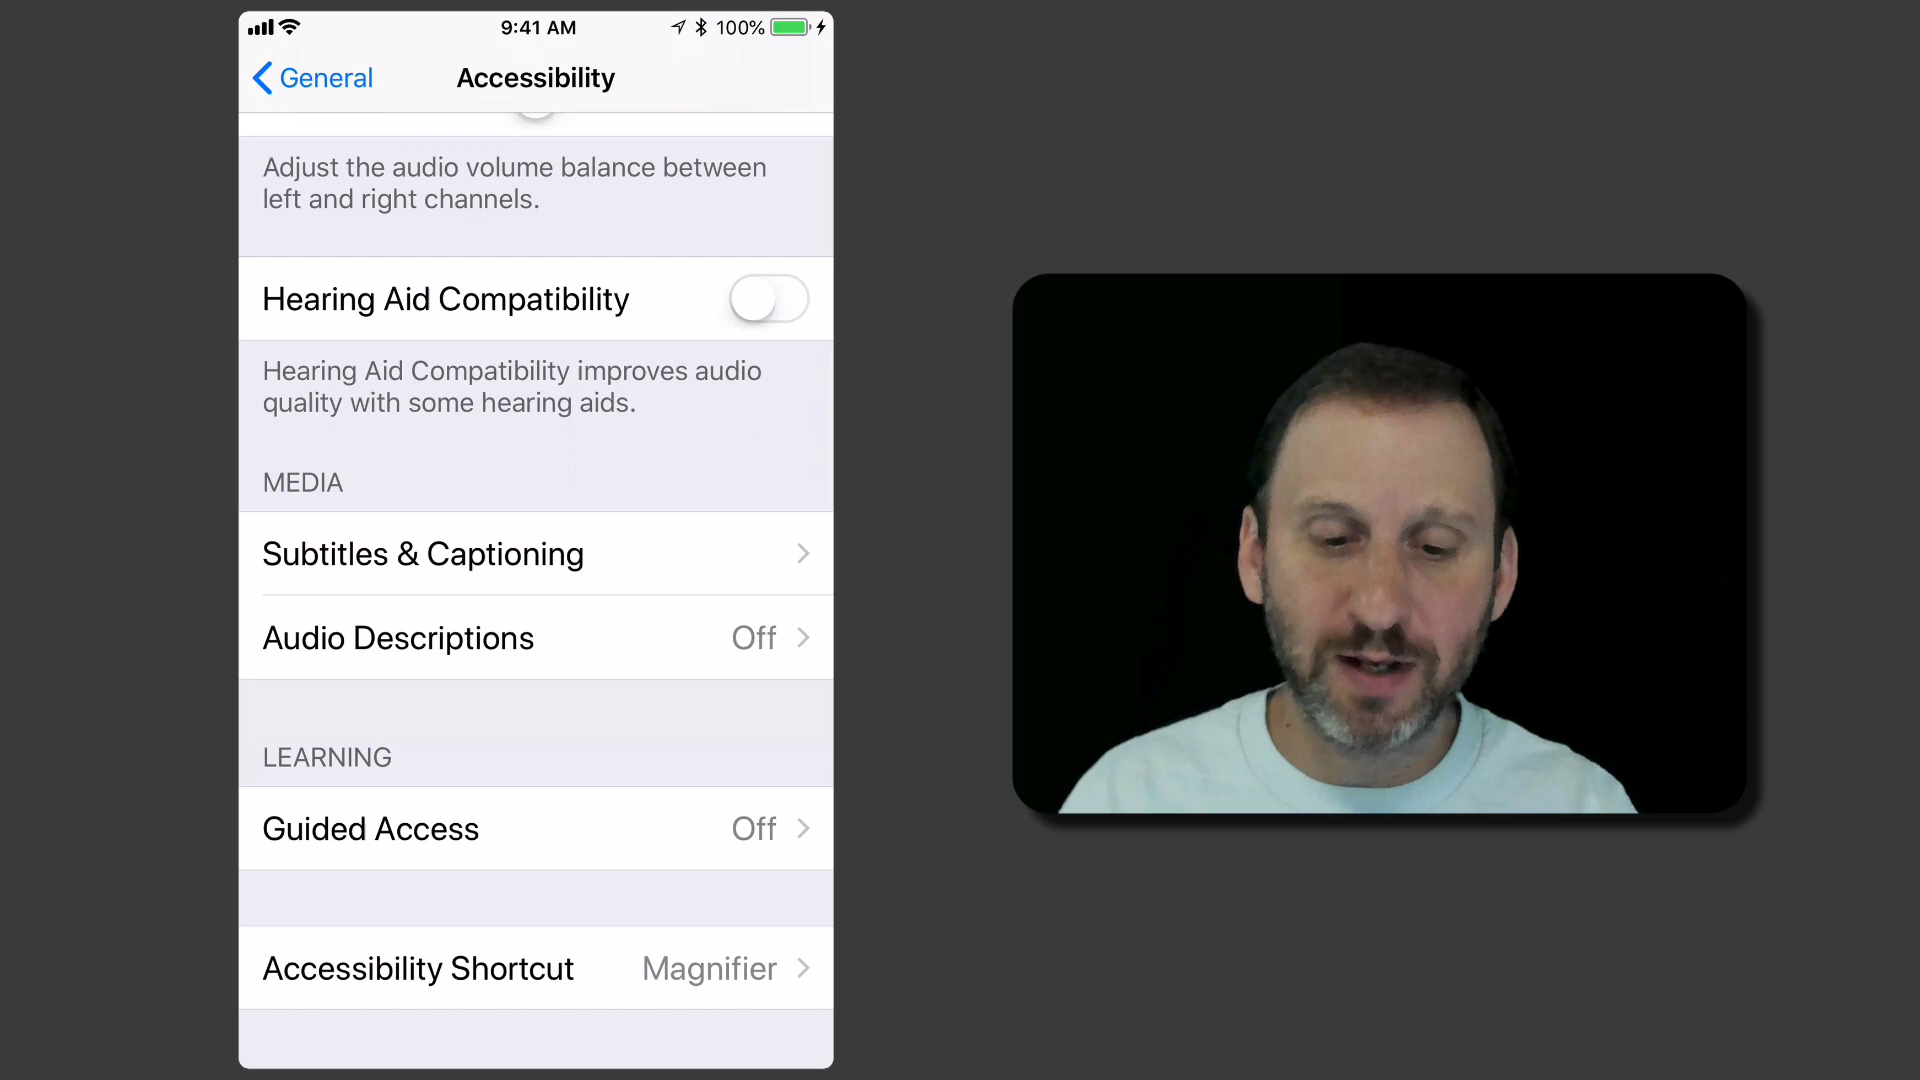 9:41 AM
100%
General
Accessibility
Adjust the audio volume balance between
left and right channels.
Hearing Aid Compatibility
Hearing Aid Compatibility improves audio
quality with some hearing aids.
MEDIA
Subtitles & Captioning
Audio Descriptions Off
LEARNING
Guided Access Off
Accessibility Shortcut Magnifier